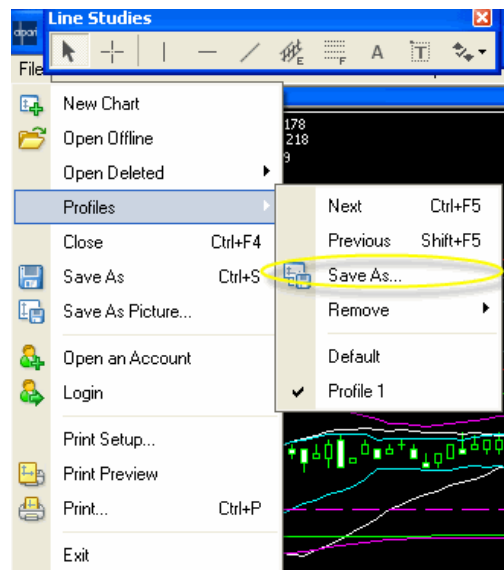 Line Studies
alpari
E F A T
File
New Chart
178
Open Offline
218
9
Open Deleted
Profiles
Next Ctrl+F5
Close Ctrl+F4
Previous Shift+F5
Save As Ctrl+S
Save As...
Save As Picture...
Remove
Open an Account
Default
Login
Profile 1
Print Setup...
Print Preview
Print... Ctrl+P
Exit